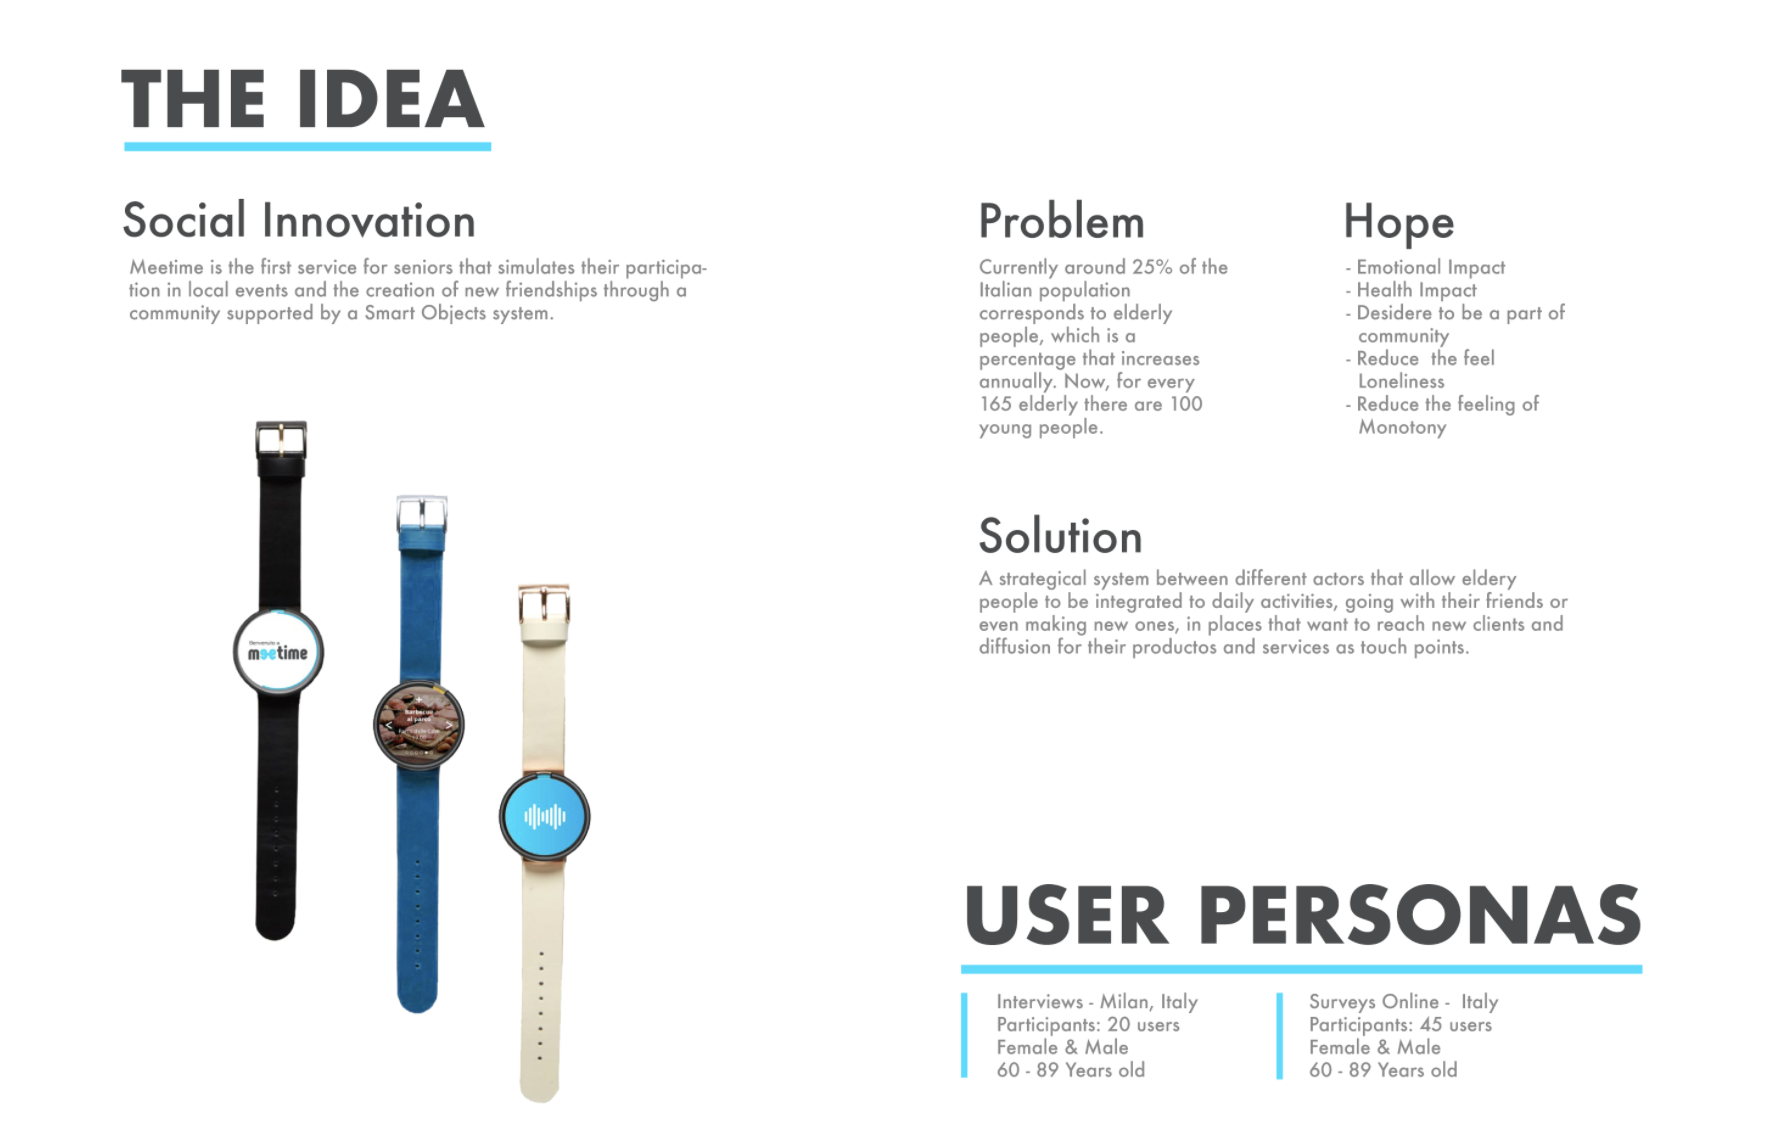 THE IDEA
Social Innovation
Meetime is the first service for seniors that simulates their participa-
tion in local events and the creation of new friendships through a
community supported by a Smart Objects system.
Benvenuto a
meetime
Barbecue
al parco
Problem
Currently around 25% of the
Italian population
corresponds to elderly
people, which is a
percentage that increases
annually. Now, for every
165 elderly there are 100
young people.
Hope
- Emotional Impact
- Health Impact
- Desidere to be a part of
community
- Reduce the feel
Loneliness
- Reduce the feeling of
Monotony
Solution
A strategical system between different actors that allow eldery
people to be integrated to daily activities, going with their friends or
even making new ones, in places that want to reach new clients and
diffusion for their productos and services as touch points.
USER PERSONAS
Interviews - Milan, Italy
Participants: 20 users
Female & Male
60 - 89 Years old
Surveys Online - Italy
Participants: 45 users
Female & Male
60 - 89 Years old